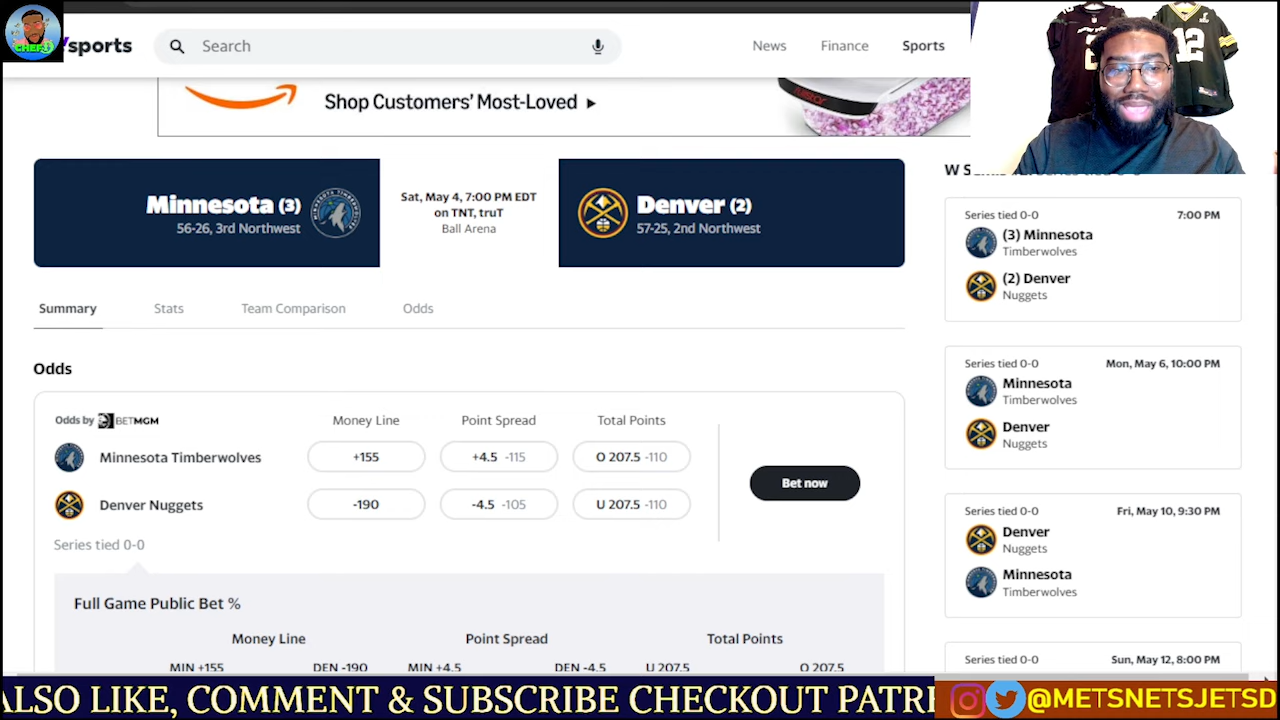 CHEF
sports
Search
News
Finance
Sports
Shop Customers' Most-Loved
Minnesota (3)
56-26, 3rd Northwest
Sat, May 4, 7:00 PM EDT
on TNT, truT
Ball Arena
Denver (2)
57-25, 2nd Northwest
Summary
Stats
Team Comparison
Odds
Odds
Odds by BETMGM
Money Line
Point Spread
Total Points
Minnesota Timberwolves
+155
+4.5 -115
O 207.5 -110
Denver Nuggets
-190
-4.5 -105
U 207.5 -110
Bet now
Series tied 0-0
Full Game Public Bet %
Money Line
Point Spread
Total Points
MIN +155
DEN -190
MIN +4.5
DEN -4.5
U 207.5
O 207.5
Series tied 0-0
7:00 PM
(3) Minnesota
Timberwolves
(2) Denver
Nuggets
Series tied 0-0
Mon, May 6, 10:00 PM
Minnesota
Timberwolves
Denver
Nuggets
Series tied 0-0
Fri, May 10, 9:30 PM
Denver
Nuggets
Minnesota
Timberwolves
Series tied 0-0
Sun, May 12, 8:00 PM
12
ALSO LIKE, COMMENT & SUBSCRIBE CHECKOUT PATRE
@METSNETSJETSD